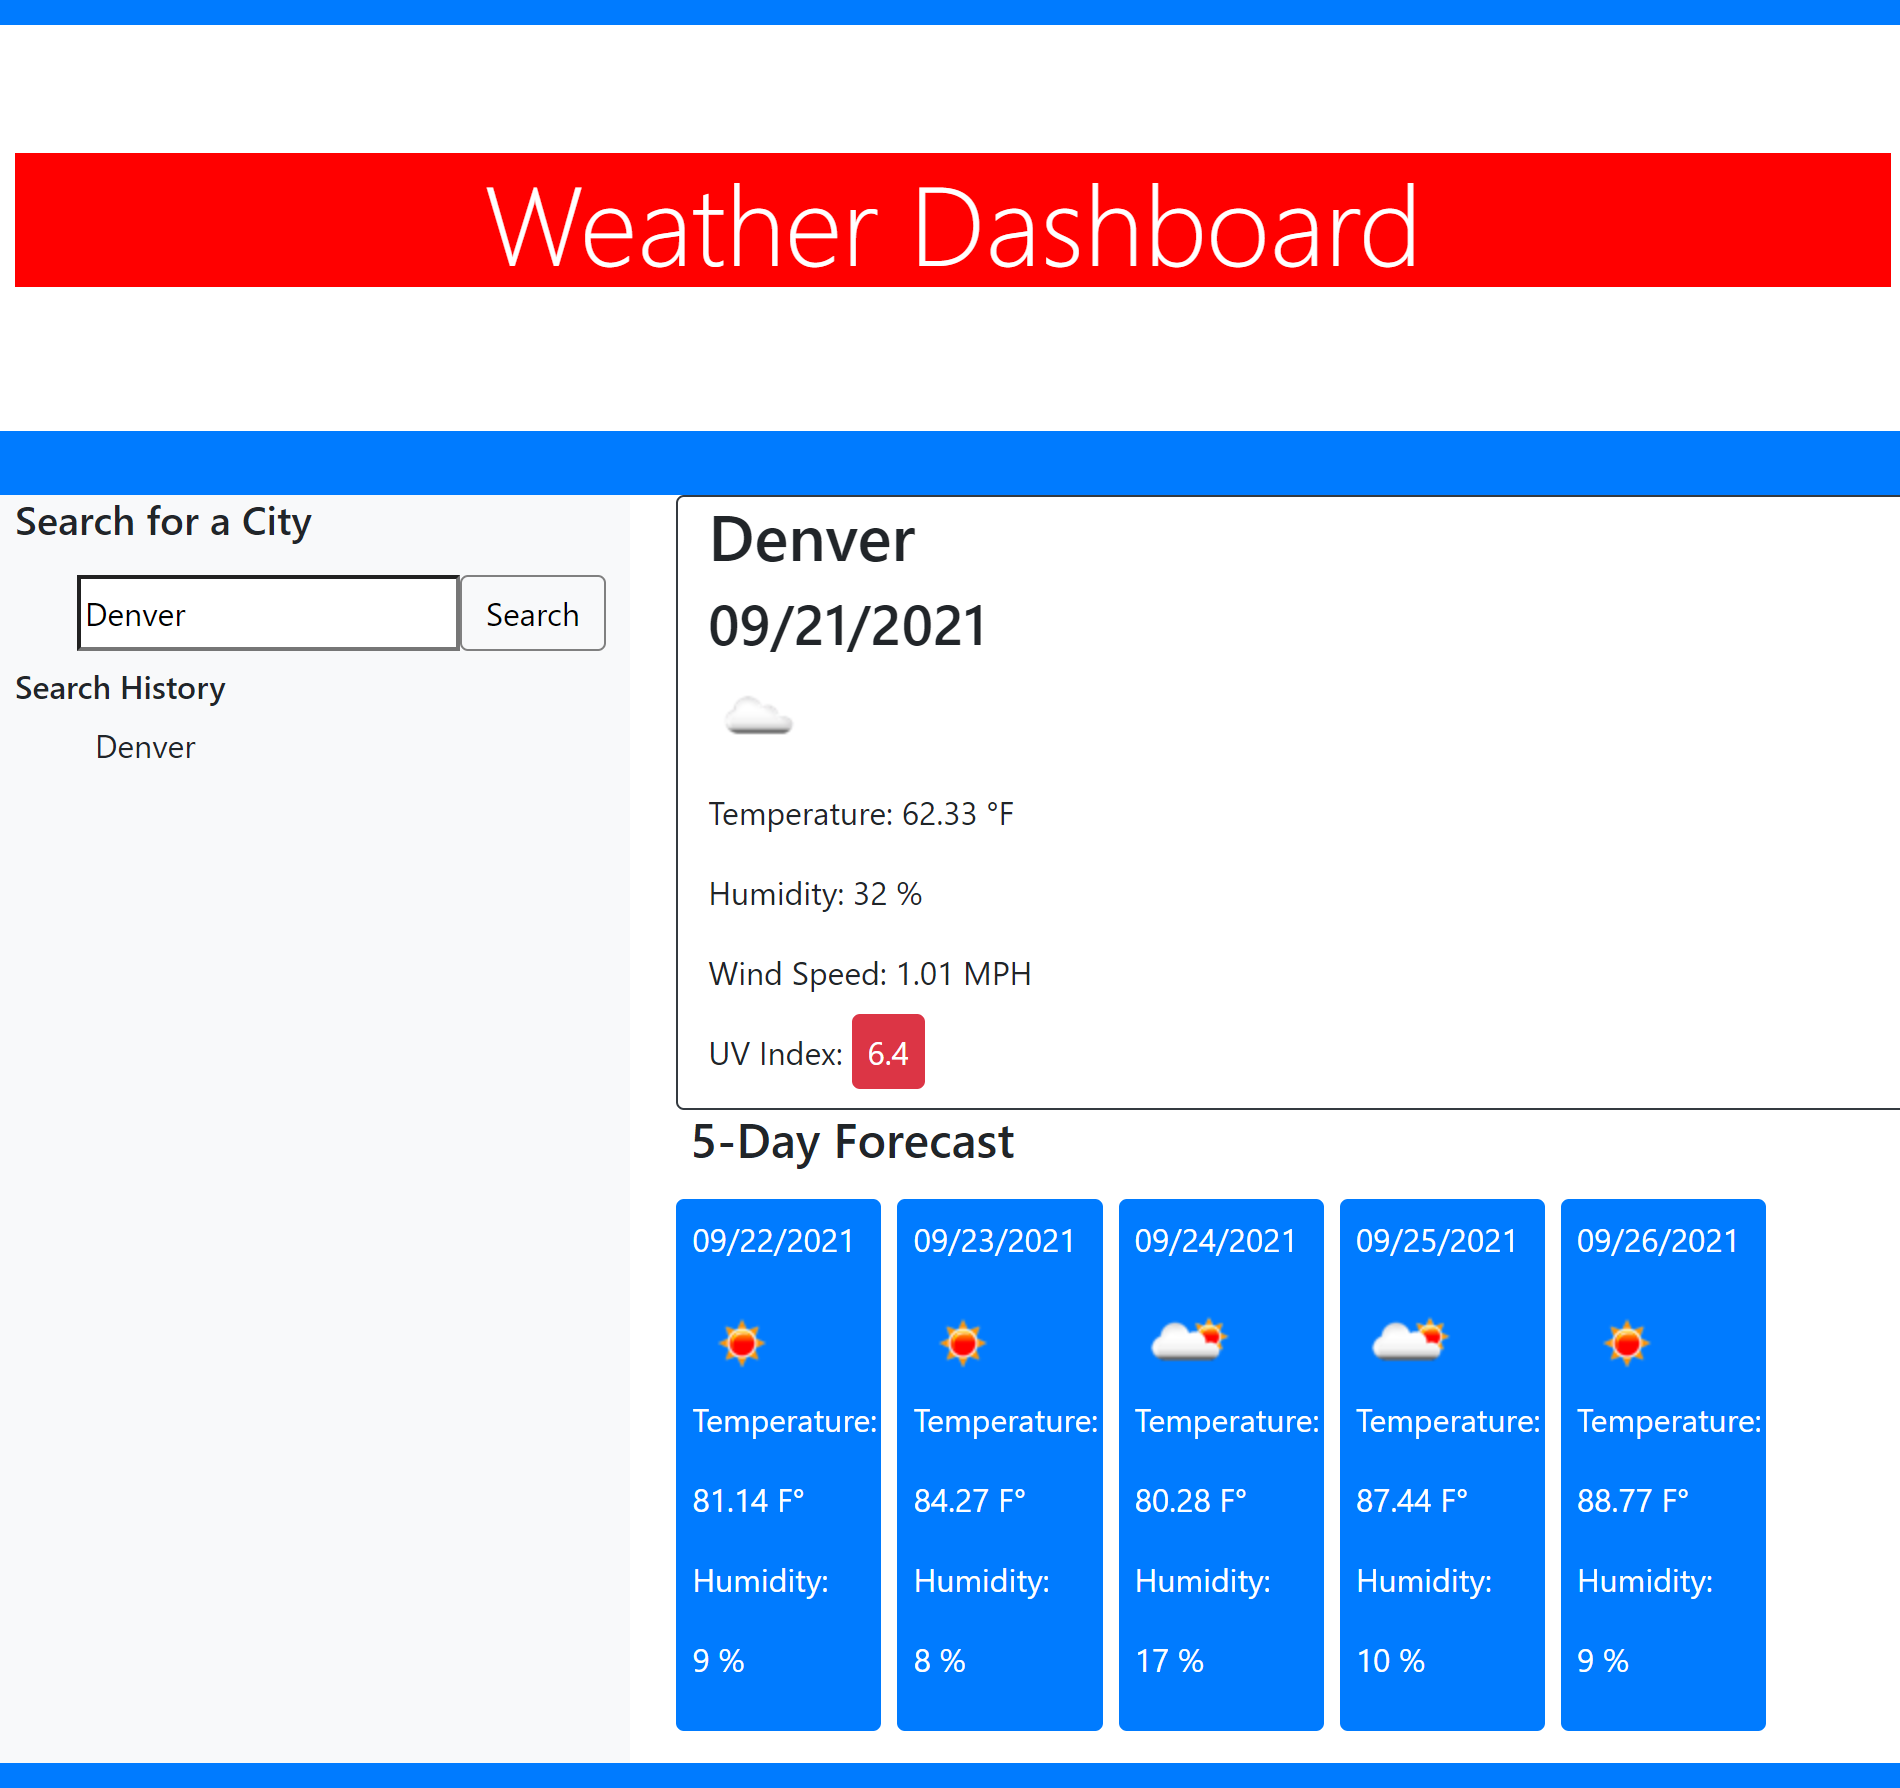 Weather Dashboard
Search for a City
Denver
Search
Search History
Denver
Denver
09/21/2021
Temperature: 62.33 °F
Humidity: 32 %
Wind Speed: 1.01 MPH
UV Index: 6.4
5-Day Forecast
09/22/2021
Temperature:
81.14 F°
Humidity:
9 %
09/23/2021
Temperature:
84.27 F°
Humidity:
8 %
09/24/2021
Temperature:
80.28 F°
Humidity:
17 %
09/25/2021
Temperature:
87.44 F°
Humidity:
10 %
09/26/2021
Temperature:
88.77 F°
Humidity:
9 %